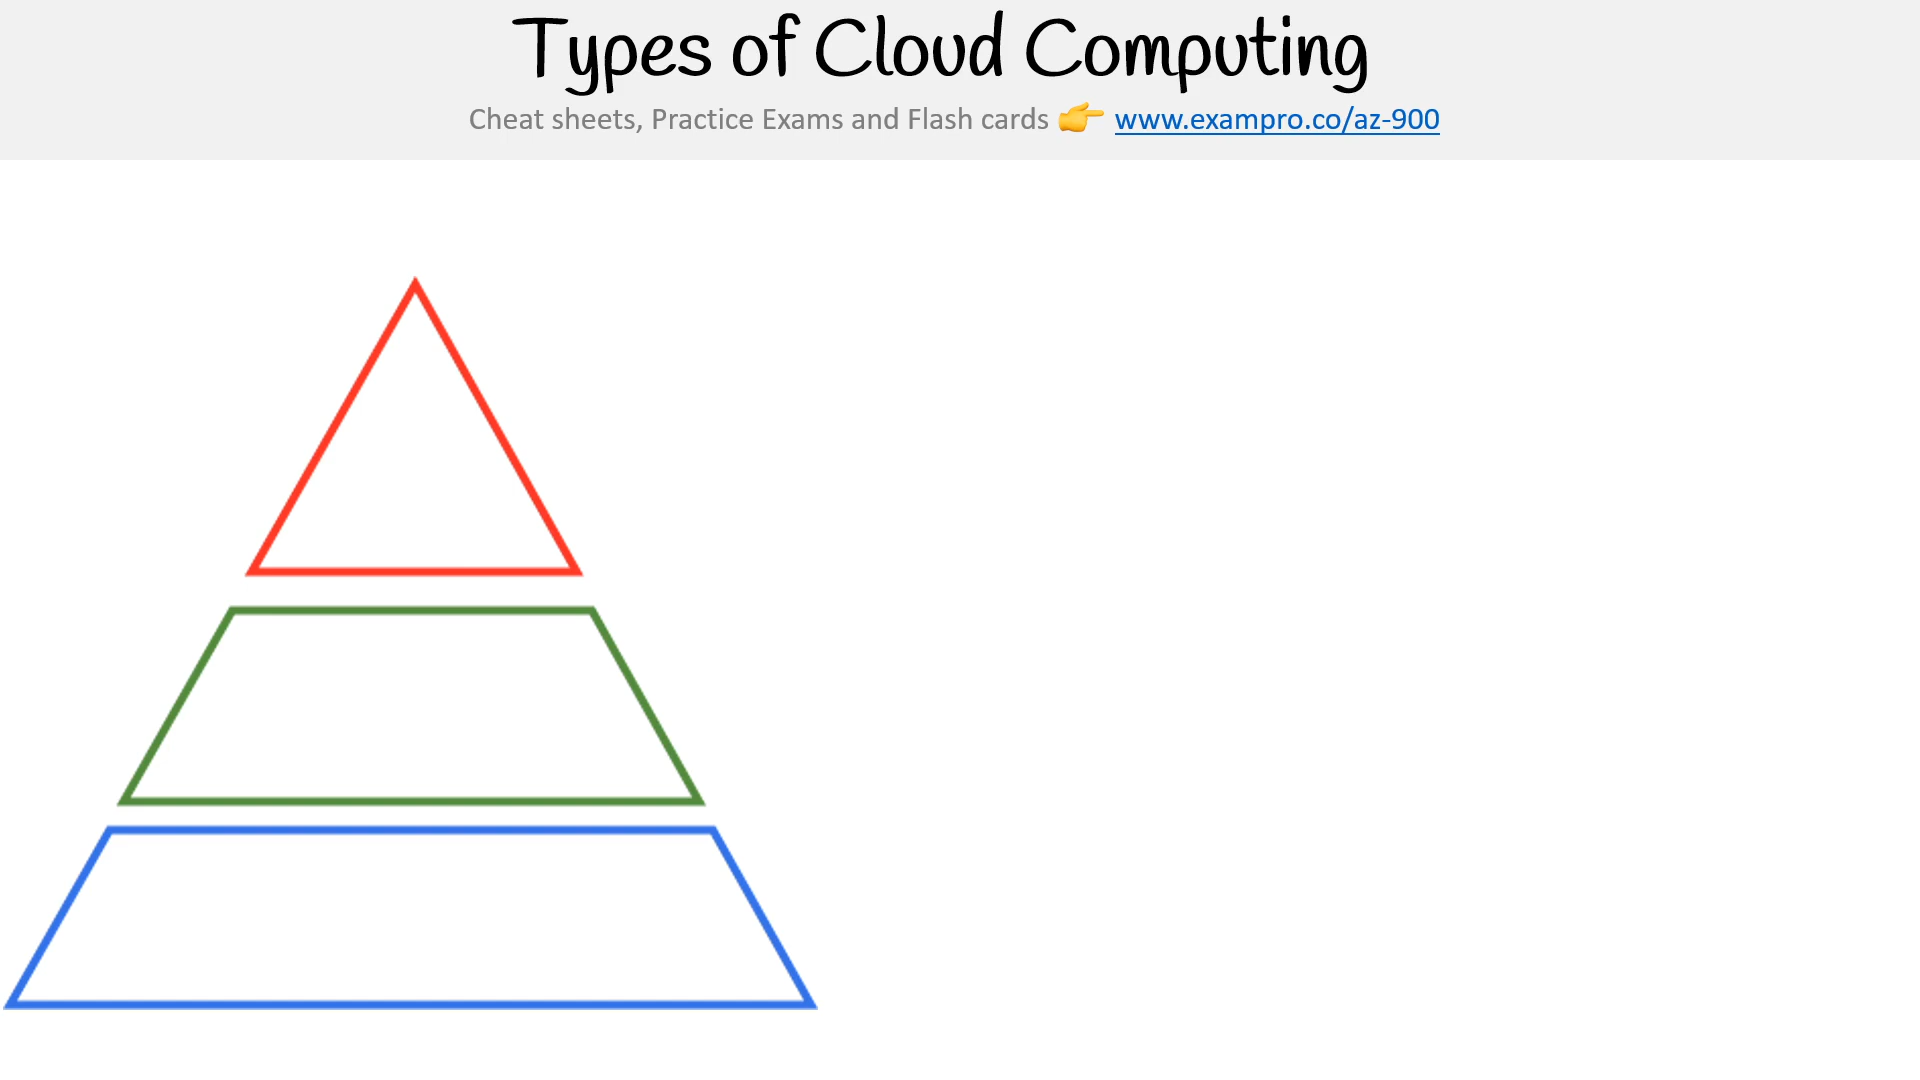 Types of Cloud Computing
Cheat sheets, Practice Exams and Flash cards 👉 www.exampro.co/az-900